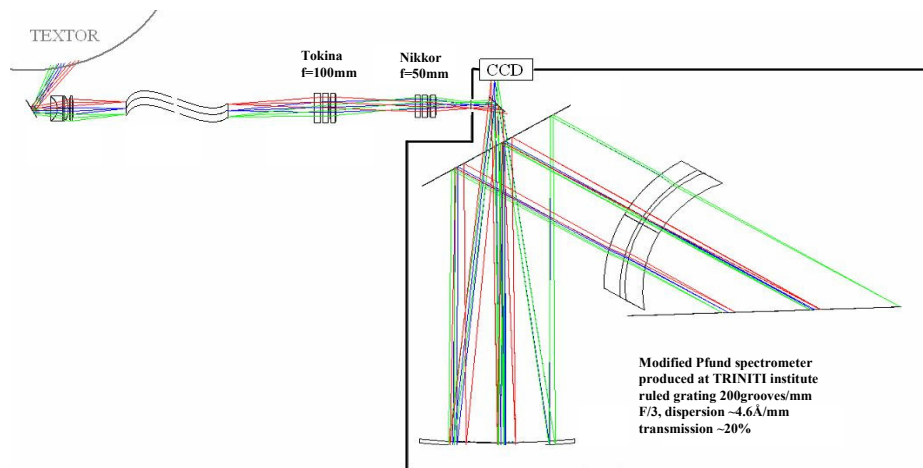 TEXTOR
Tokina
f=100mm
Nikkor
f=50mm
CCD
Modified Pfund spectrometer
produced at TRINITI institute
ruled grating 200grooves/mm
F/3, dispersion ~4.6Å/mm
transmission ~20%